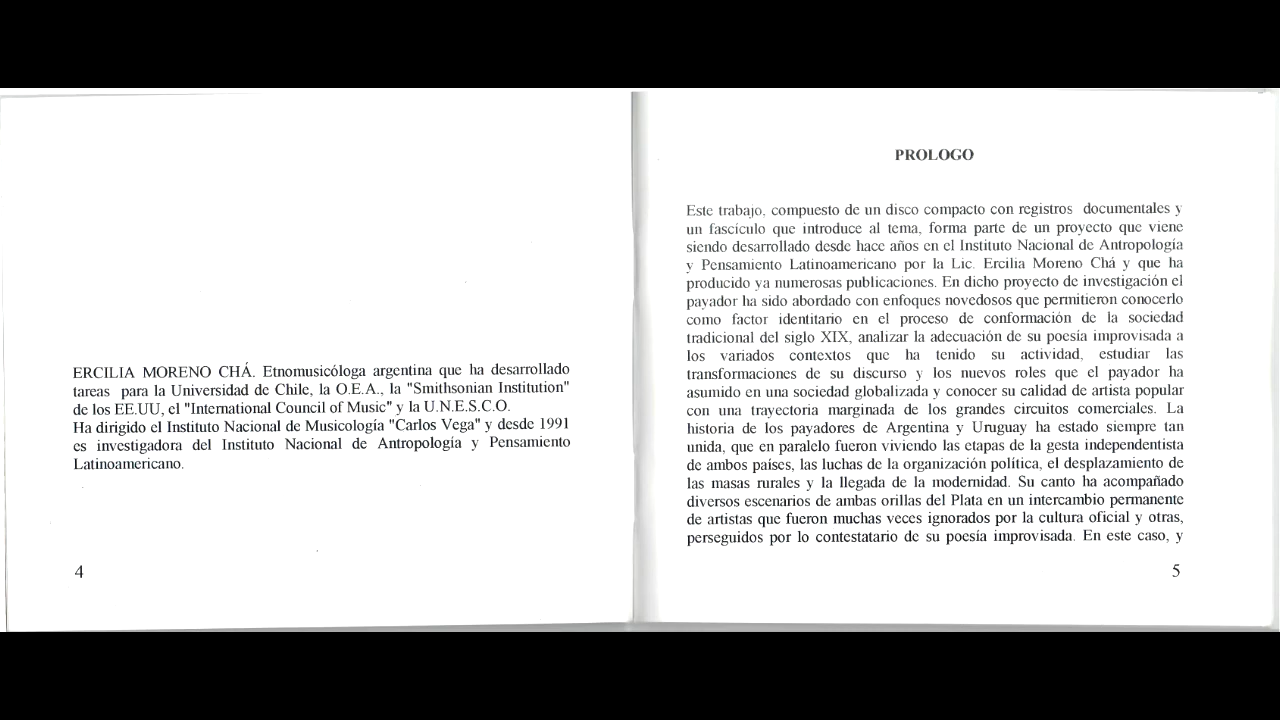 ERCILIA MORENO CHÁ. Etnomusicóloga argentina que ha desarrollado
tareas para la Universidad de Chile, la O.E.A., la "Smithsonian Institution"
de los EE.UU, el "International Council of Music" y la U.N.E.S.C.O.
Ha dirigido el Instituto Nacional de Musicología "Carlos Vega" y desde 1991
es investigadora del Instituto Nacional de Antropología y Pensamiento
Latinoamericano.
4
PROLOGO
Este trabajo, compuesto de un disco compacto con registros documentales y
un fascículo que introduce al tema, forma parte de un proyecto que viene
siendo desarrollado desde hace años en el Instituto Nacional de Antropología
y Pensamiento Latinoamericano por la Lic. Ercilia Moreno Chá y que ha
producido ya numerosas publicaciones. En dicho proyecto de investigación el
payador ha sido abordado con enfoques novedosos que permitieron conocerlo
como factor identitario en el proceso de conformación de la sociedad
tradicional del siglo XIX, analizar la adecuación de su poesía improvisada a
los variados contextos que ha tenido su actividad, estudiar las
transformaciones de su discurso y los nuevos roles que el payador ha
asumido en una sociedad globalizada y conocer su calidad de artista popular
con una trayectoria marginada de los grandes circuitos comerciales. La
historia de los payadores de Argentina y Uruguay ha estado siempre tan
unida, que en paralelo fueron viviendo las etapas de la gesta independentista
de ambos países, las luchas de la organización política, el desplazamiento de
las masas rurales y la llegada de la modernidad. Su canto ha acompañado
diversos escenarios de ambas orillas del Plata en un intercambio permanente
de artistas que fueron muchas veces ignorados por la cultura oficial y otras,
perseguidos por lo contestatario de su poesía improvisada. En este caso, y
5